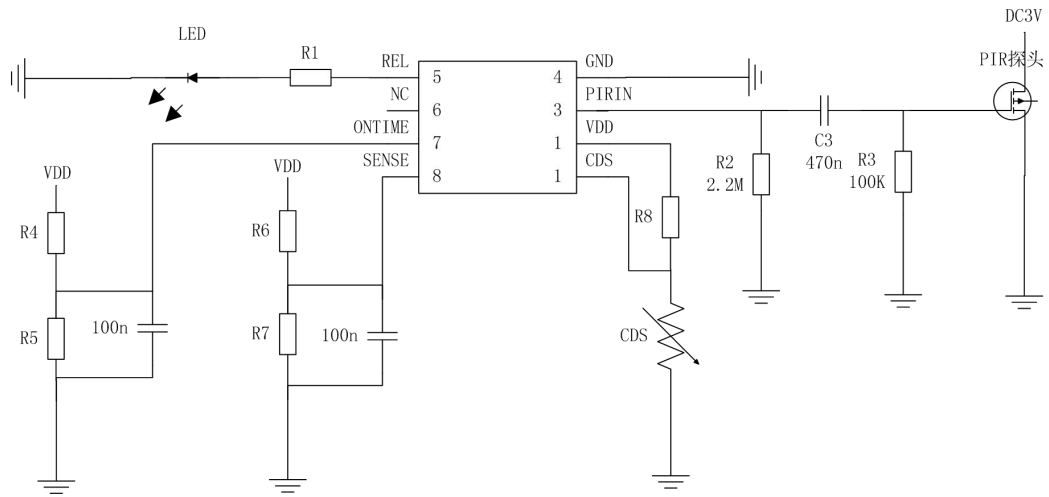 DC3V
LED
R1
REL
GND
PIR探头
5
4
NC
PIRIN
6
3
ONTIME
VDD
C3
7
1
470n
SENSE
CDS
R2
2.2M
R3
100K
VDD
VDD
8
1
R4
R6
R8
R5
100n
R7
100n
CDS